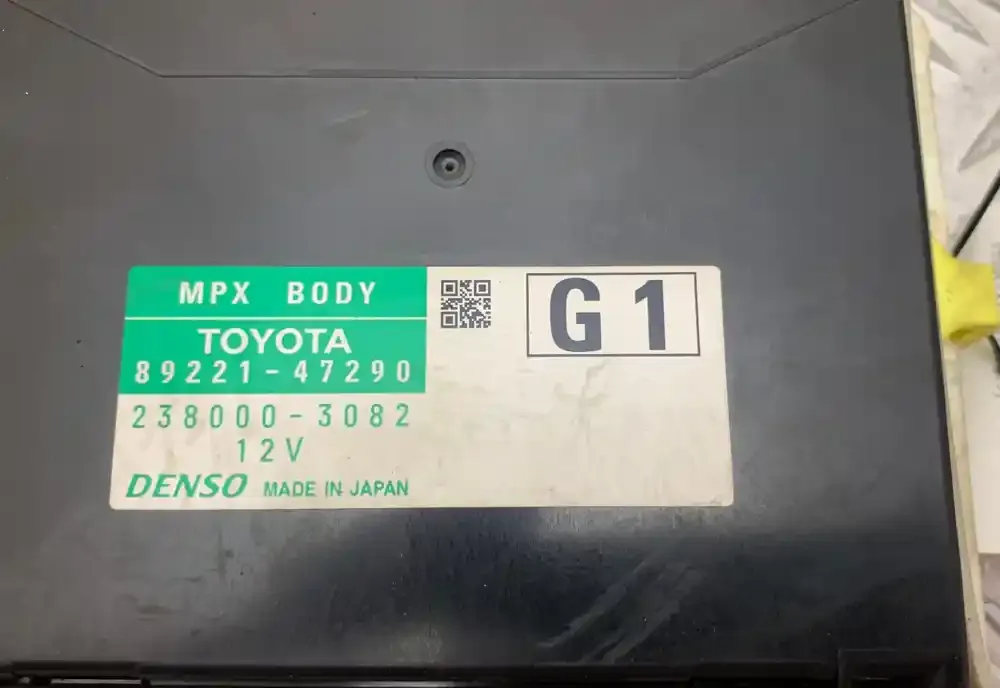 MPX BODY
TOYOTA
89221-47290
238000-3082
12V
DENSO MADE IN JAPAN
G1